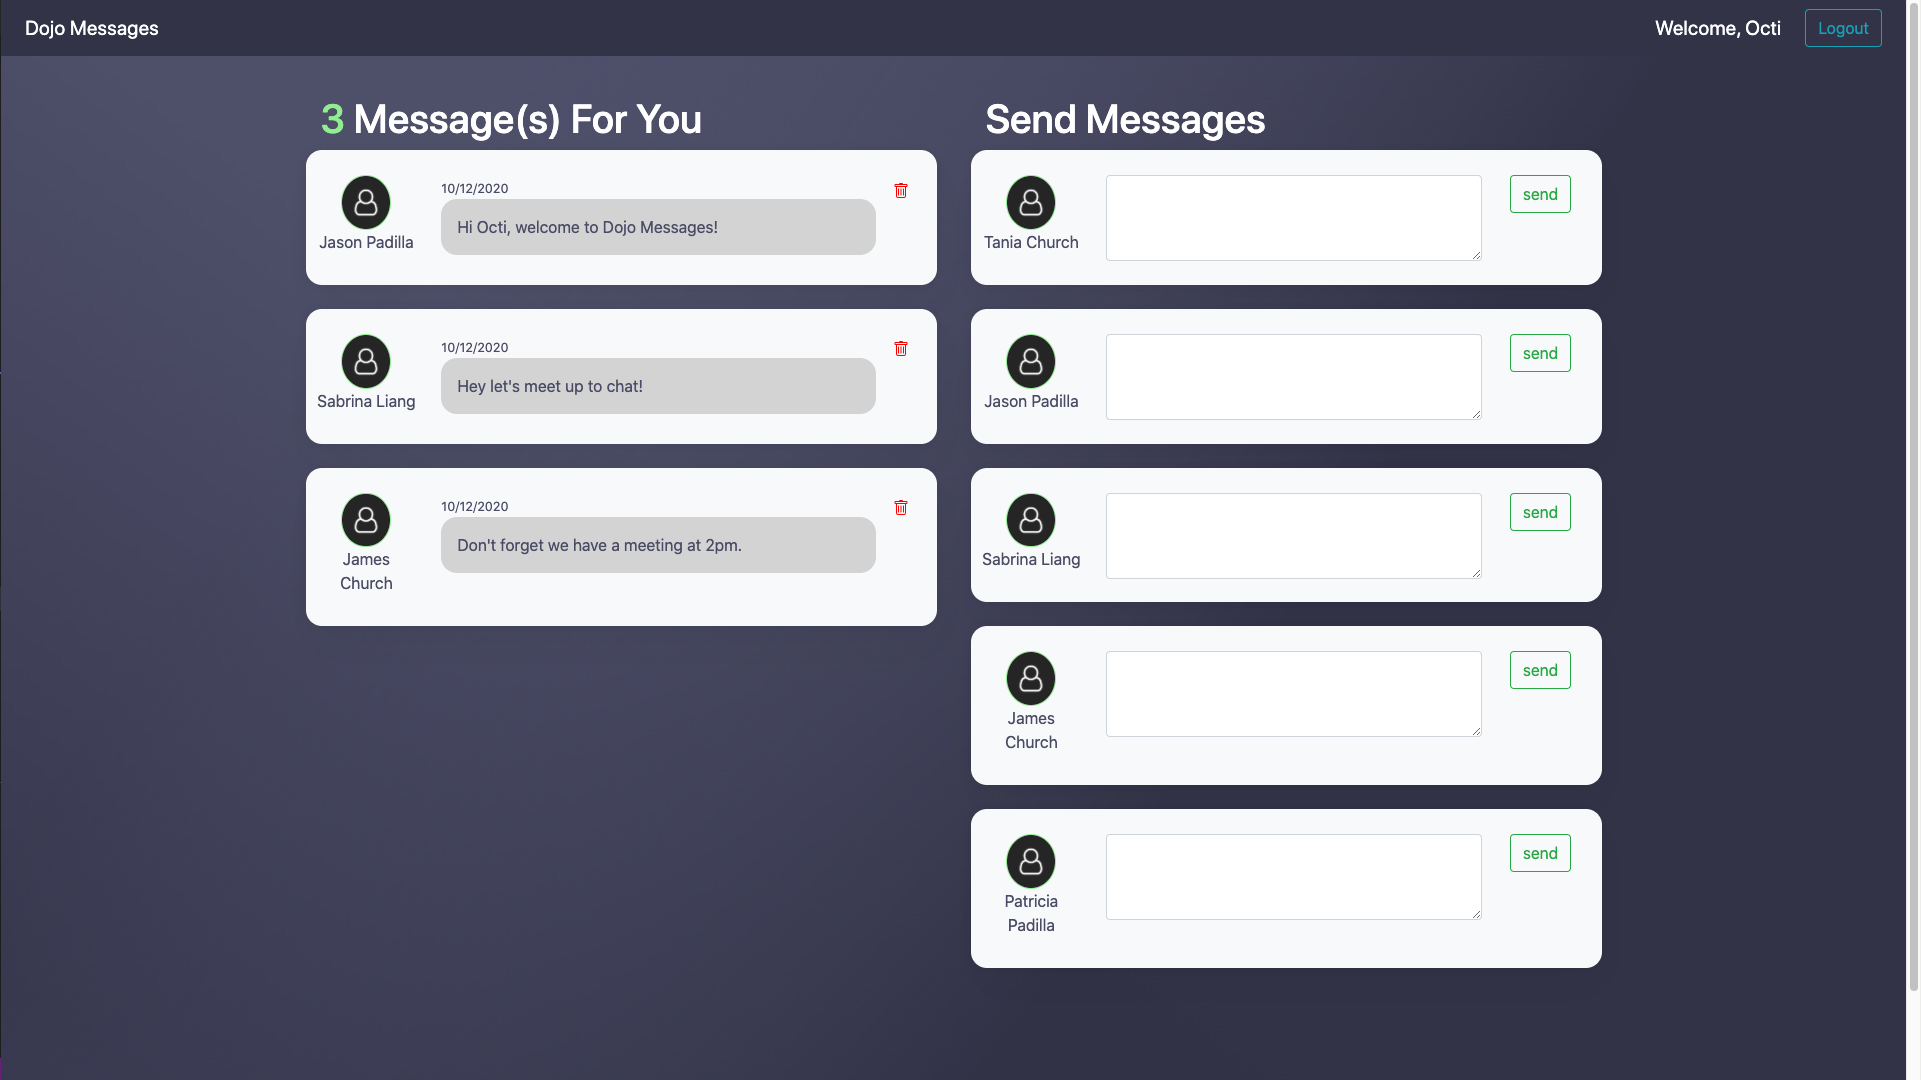 Dojo Messages
Welcome, Octi
Logout
3 Message(s) For You
Jason Padilla
10/12/2020
Hi Octi, welcome to Dojo Messages!
Sabrina Liang
10/12/2020
Hey let's meet up to chat!
James
Church
10/12/2020
Don't forget we have a meeting at 2pm.
Send Messages
Tania Church
send
Jason Padilla
send
Sabrina Liang
send
James
Church
send
Patricia
Padilla
send